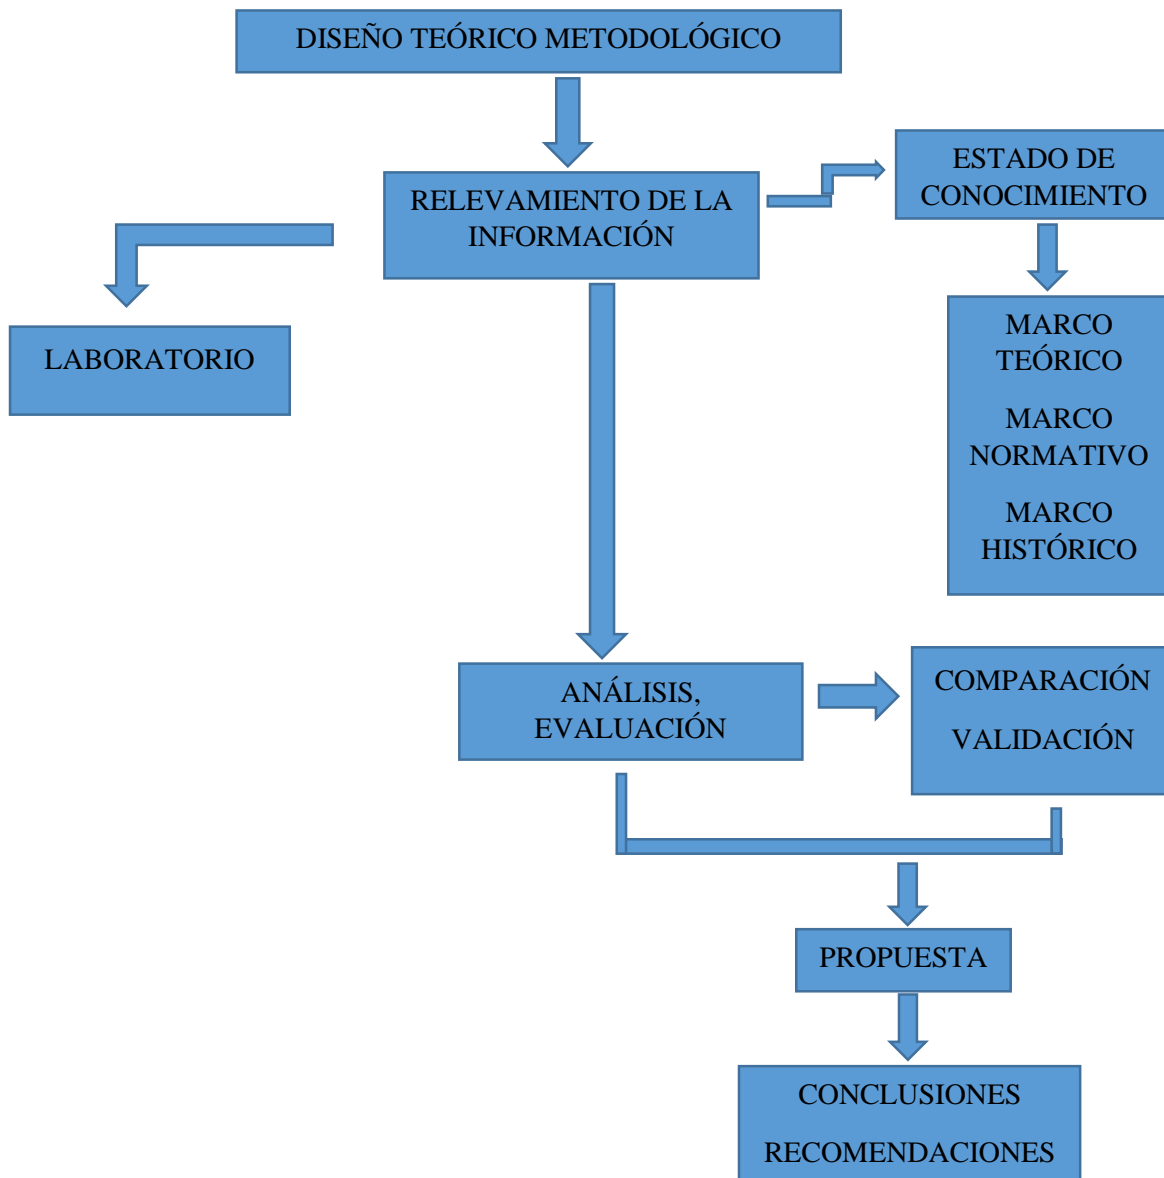 DISEÑO TEÓRICO METODOLÓGICO
RELEVAMIENTO DE LA
INFORMACIÓN
ESTADO DE
CONOCIMIENTO
LABORATORIO
MARCO
TEÓRICO
MARCO
NORMATIVO
MARCO
HISTÓRICO
ANÁLISIS,
EVALUACIÓN
COMPARACIÓN
VALIDACIÓN
PROPUESTA
CONCLUSIONES
RECOMENDACIONES